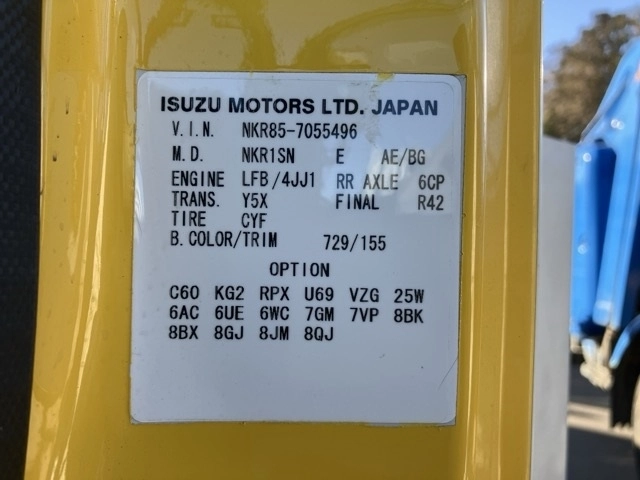 ISUZU MOTORS LTD. JAPAN
V.I.N. NKR85-7055496
M.D. NKR1SN E AE/BG
ENGINE LFB/4JJ1 RR AXLE 6CP
TRANS. Y5X FINAL R42
TIRE CYF
B.COLOR/TRIM 729/155
OPTION
C60 KG2 RPX U69 VZG 25W
6AC 6UE 6WC 7GM 7VP 8BK
8BX 8GJ 8JM 8QJ